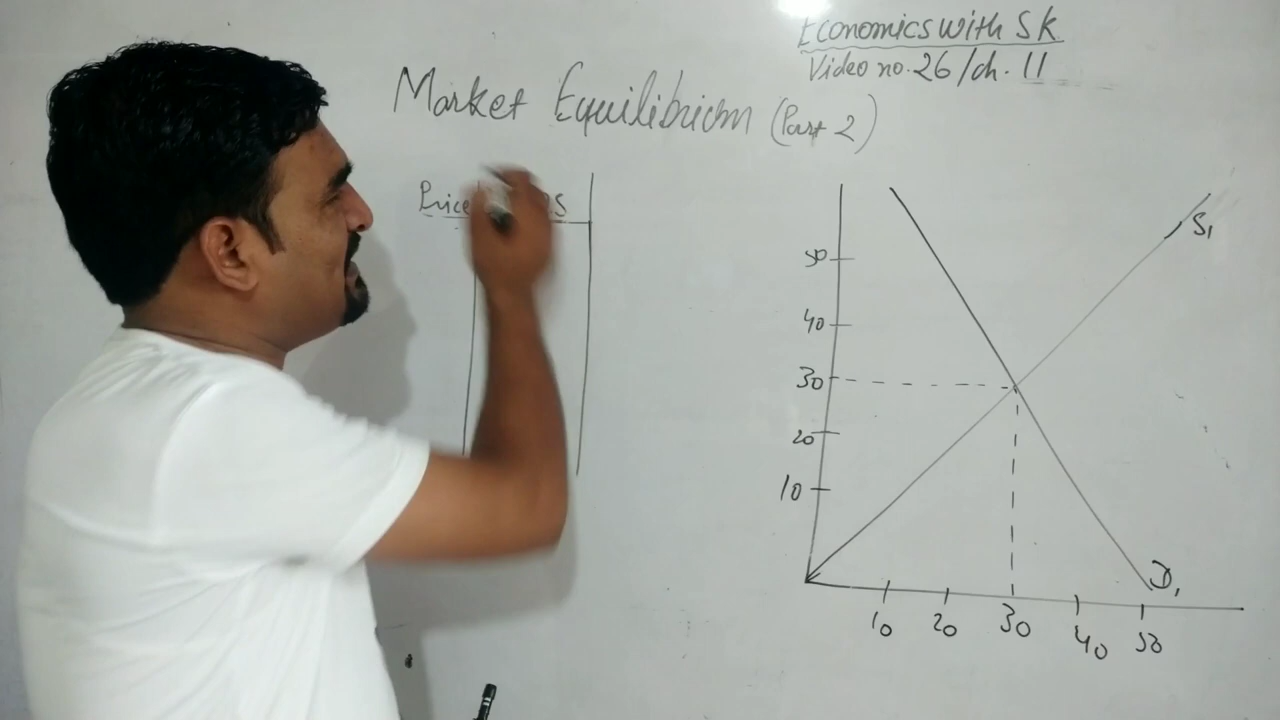 Economics with SK
Video no. 26/ch. 11
Market Equilibrium (Part 2)
Price
S
S1
50
40
30
20
10
D1
10 20 30 40 50